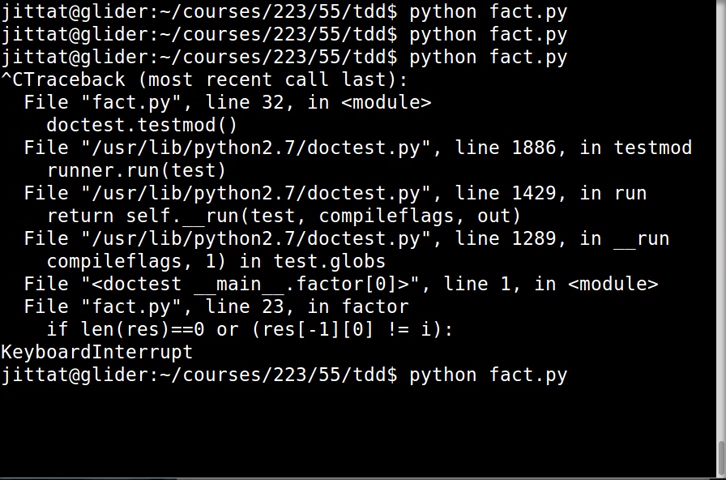 jittat@glider:~/courses/223/55/tdd$ python fact.py
jittat@glider:~/courses/223/55/tdd$ python fact.py
jittat@glider:~/courses/223/55/tdd$ python fact.py
^CTraceback (most recent call last):
  File "fact.py", line 32, in <module>
    doctest.testmod()
  File "/usr/lib/python2.7/doctest.py", line 1886, in testmod
    runner.run(test)
  File "/usr/lib/python2.7/doctest.py", line 1429, in run
    return self.__run(test, compileflags, out)
  File "/usr/lib/python2.7/doctest.py", line 1289, in __run
    compileflags, 1) in test.globs
  File "<doctest __main__.factor[0]>", line 1, in <module>
  File "fact.py", line 23, in factor
    if len(res)==0 or (res[-1][0] != i):
KeyboardInterrupt
jittat@glider:~/courses/223/55/tdd$ python fact.py